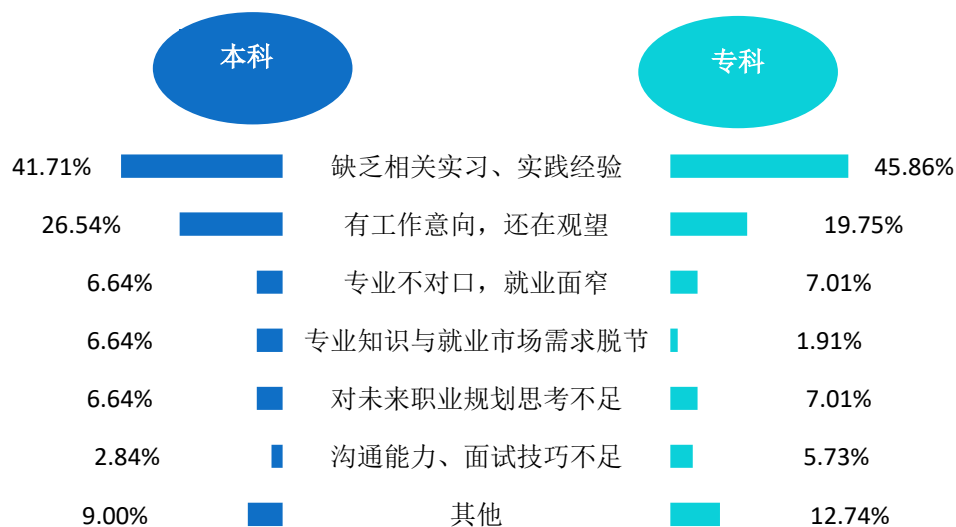 本科 专科
41.71% 缺乏相关实习、实践经验 45.86%
26.54% 有工作意向，还在观望 19.75%
6.64% 专业不对口，就业面窄 7.01%
6.64% 专业知识与就业市场需求脱节 1.91%
6.64% 对未来职业规划思考不足 7.01%
2.84% 沟通能力、面试技巧不足 5.73%
9.00% 其他 12.74%